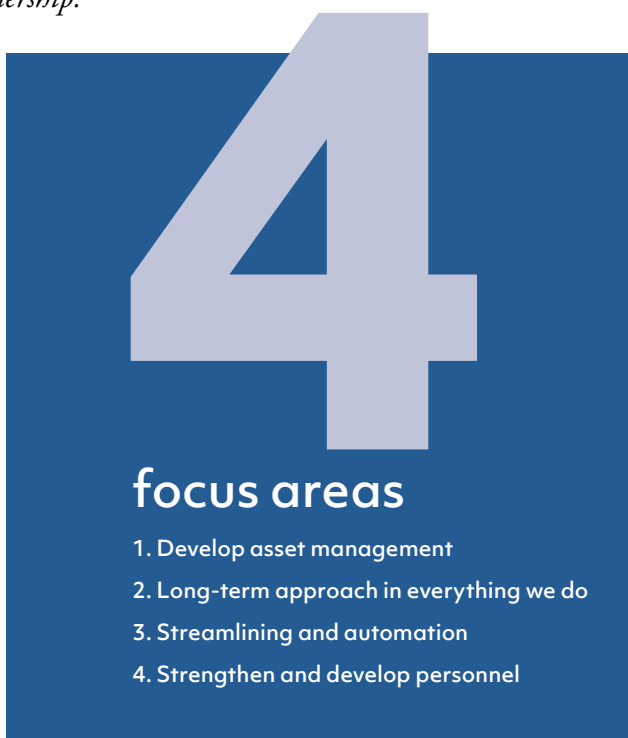 4
focus areas
1. Develop asset management
2. Long-term approach in everything we do
3. Streamlining and automation
4. Strengthen and develop personnel